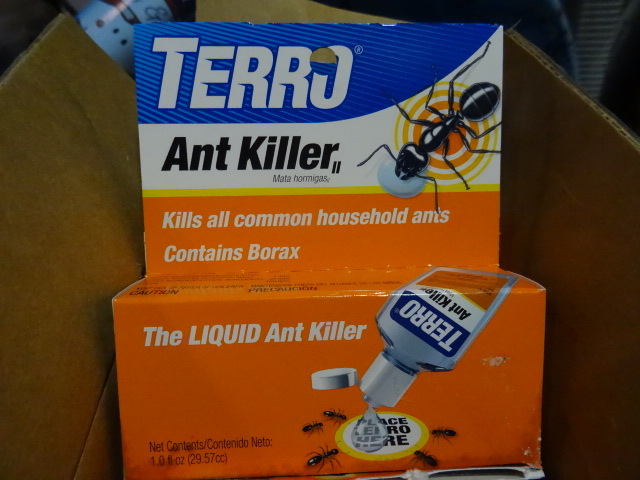 TERRO®
Ant Killer II
Mata hormigas II
Kills all common household ants
Contains Borax
The LIQUID Ant Killer
TERRO
Ant Killer
PLACE
TERRO
HERE
Net Contents/Contenido Neto:
1.0 fl oz (29.57cc)